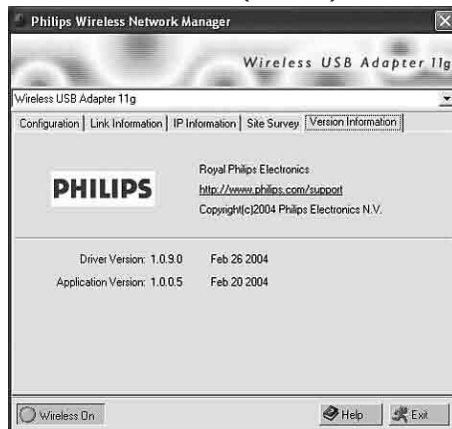 Philips Wireless Network Manager
Wireless USB Adapter 11g
Wireless USB Adapter 11g
Configuration Link Information IP Information Site Survey Version Information
PHILIPS
Royal Philips Electronics
http://www.philips.com/support
Copyright(c)2004 Philips Electronics N.V.
Driver Version: 1.0.9.0 Feb 26 2004
Application Version: 1.0.0.5 Feb 20 2004
Wireless On Help Exit